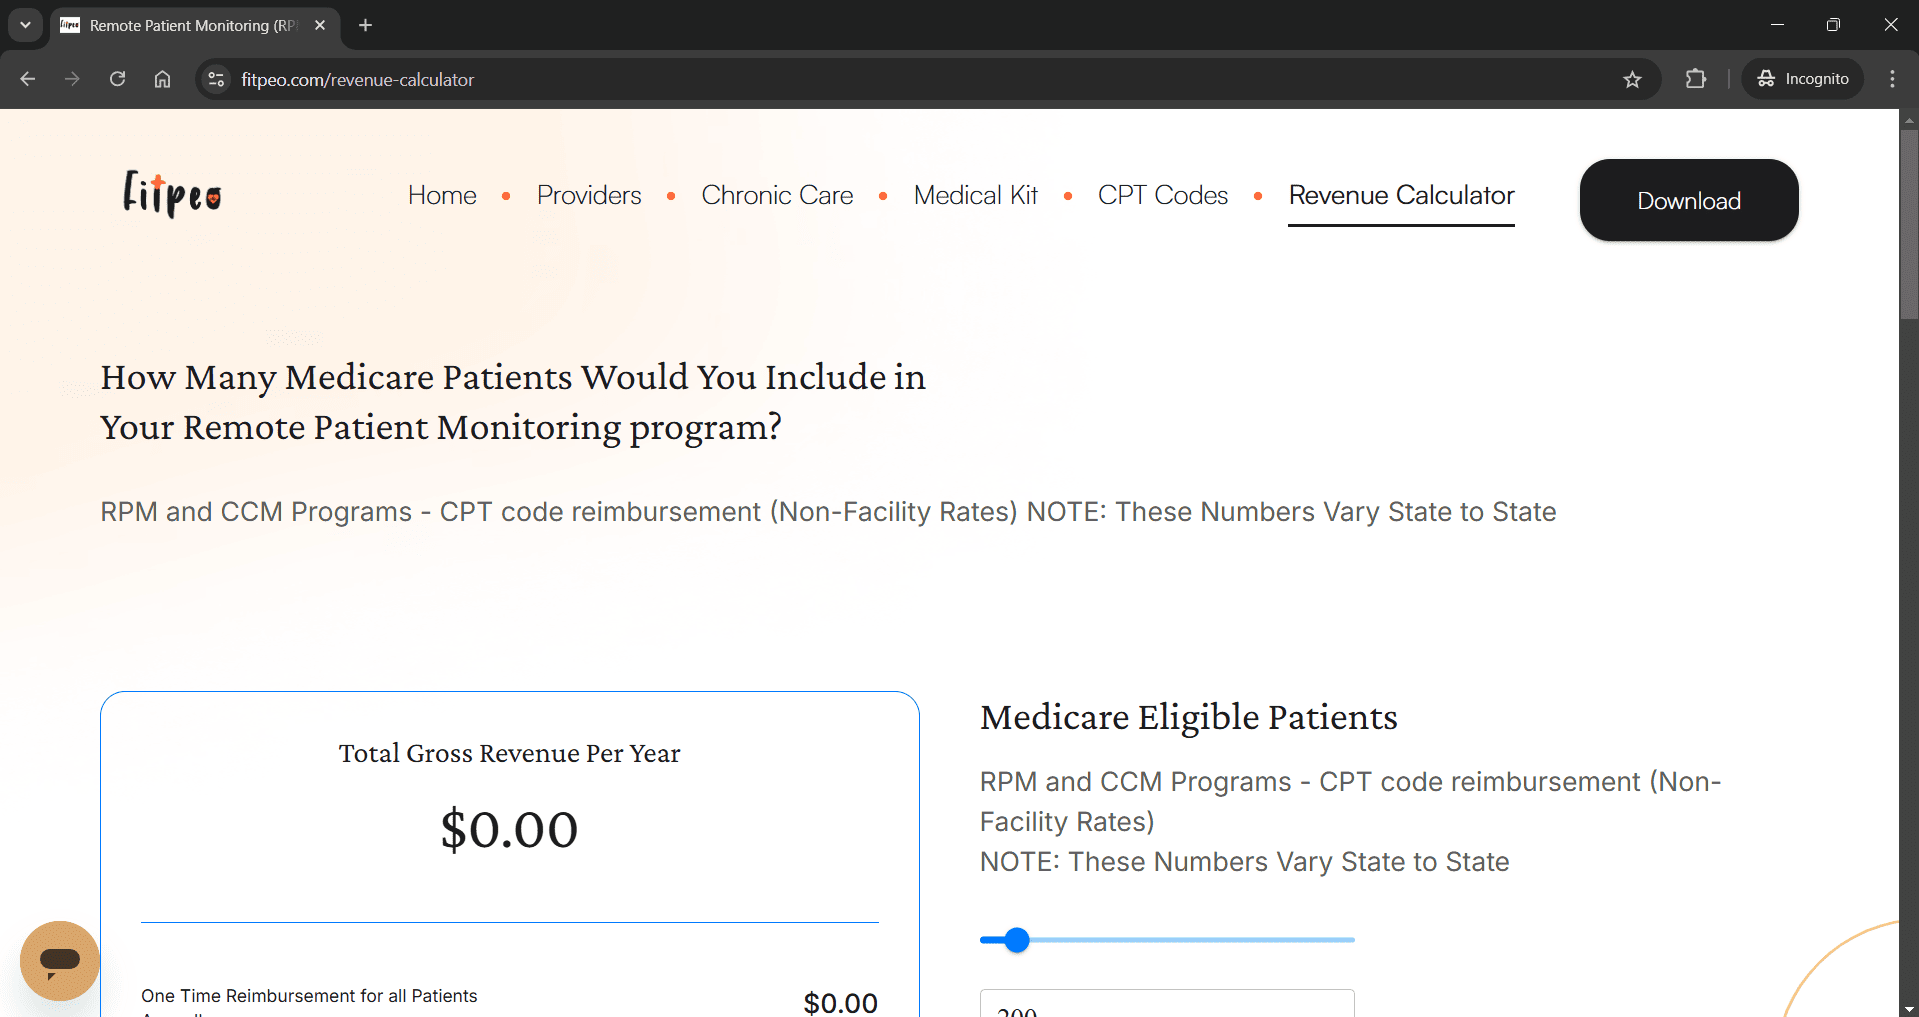 Remote Patient Monitoring (RP
fitpeo.com/revenue-calculator
Incognito
Fitpeo
Home
Providers
Chronic Care
Medical Kit
CPT Codes
Revenue Calculator
Download
How Many Medicare Patients Would You Include in
Your Remote Patient Monitoring program?
RPM and CCM Programs - CPT code reimbursement (Non-Facility Rates) NOTE: These Numbers Vary State to State
Total Gross Revenue Per Year
$0.00
One Time Reimbursement for all Patients
$0.00
Medicare Eligible Patients
RPM and CCM Programs - CPT code reimbursement (Non-
Facility Rates)
NOTE: These Numbers Vary State to State
200